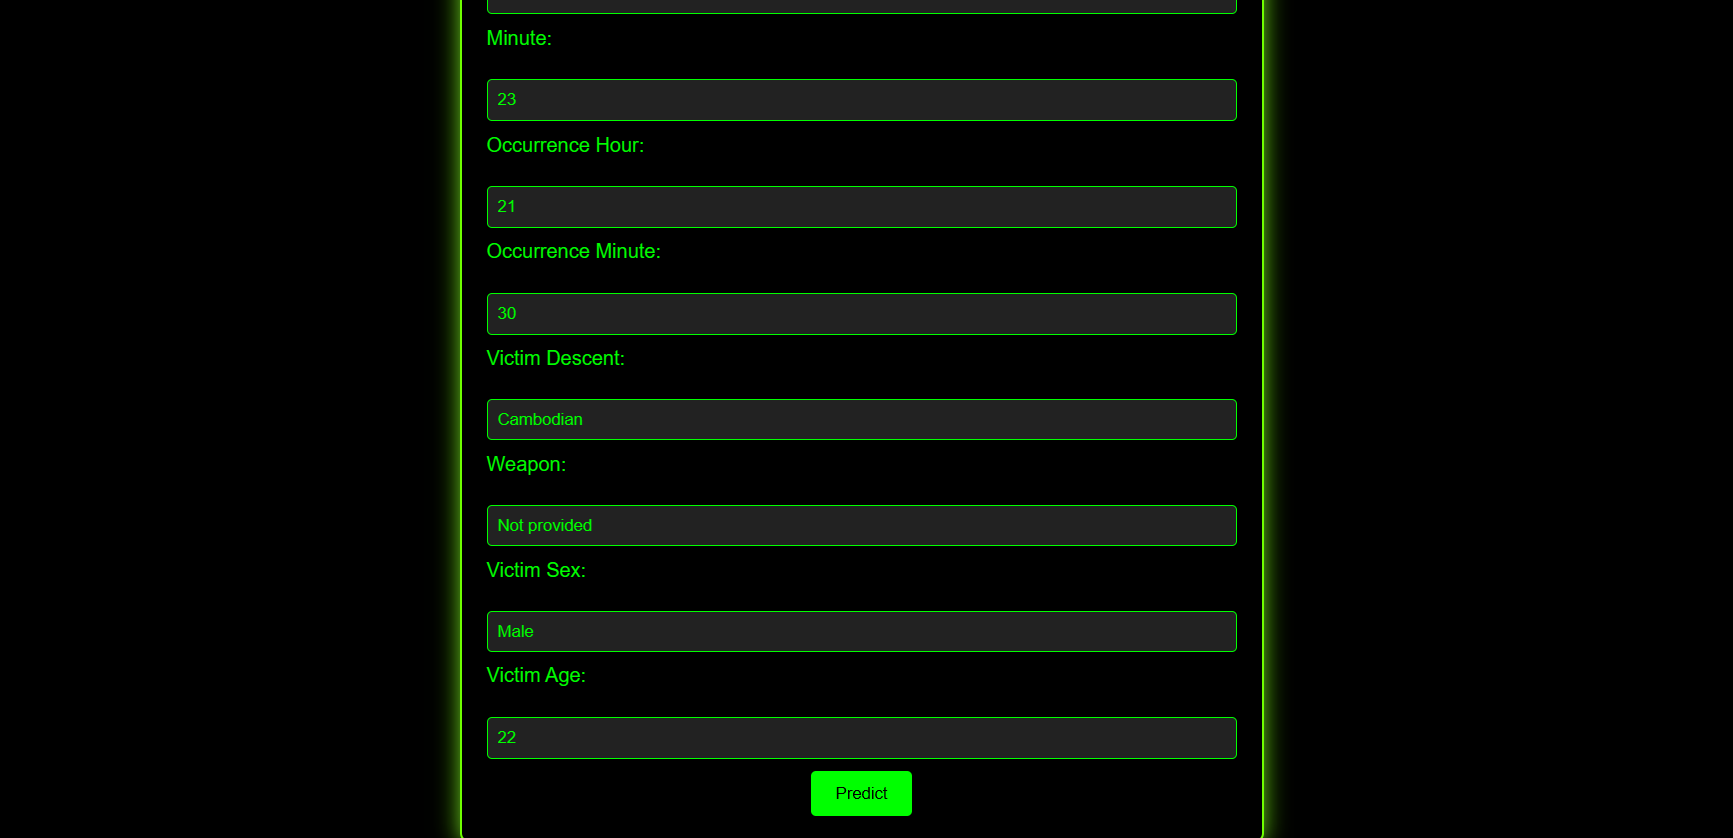 Minute:
23
Occurrence Hour:
21
Occurrence Minute:
30
Victim Descent:
Cambodian
Weapon:
Not provided
Victim Sex:
Male
Victim Age:
22
Predict